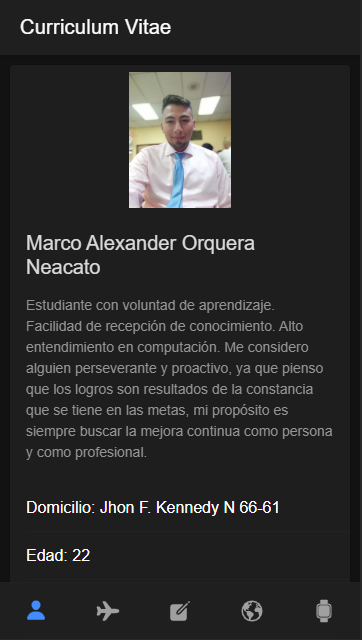 Curriculum Vitae
Marco Alexander Orquera
Neacato
Estudiante con voluntad de aprendizaje.
Facilidad de recepción de conocimiento. Alto
entendimiento en computación. Me considero
alguien perseverante y proactivo, ya que pienso
que los logros son resultados de la constancia
que se tiene en las metas, mi propósito es
siempre buscar la mejora continua como persona
y como profesional.
Domicilio: Jhon F. Kennedy N 66-61
Edad: 22